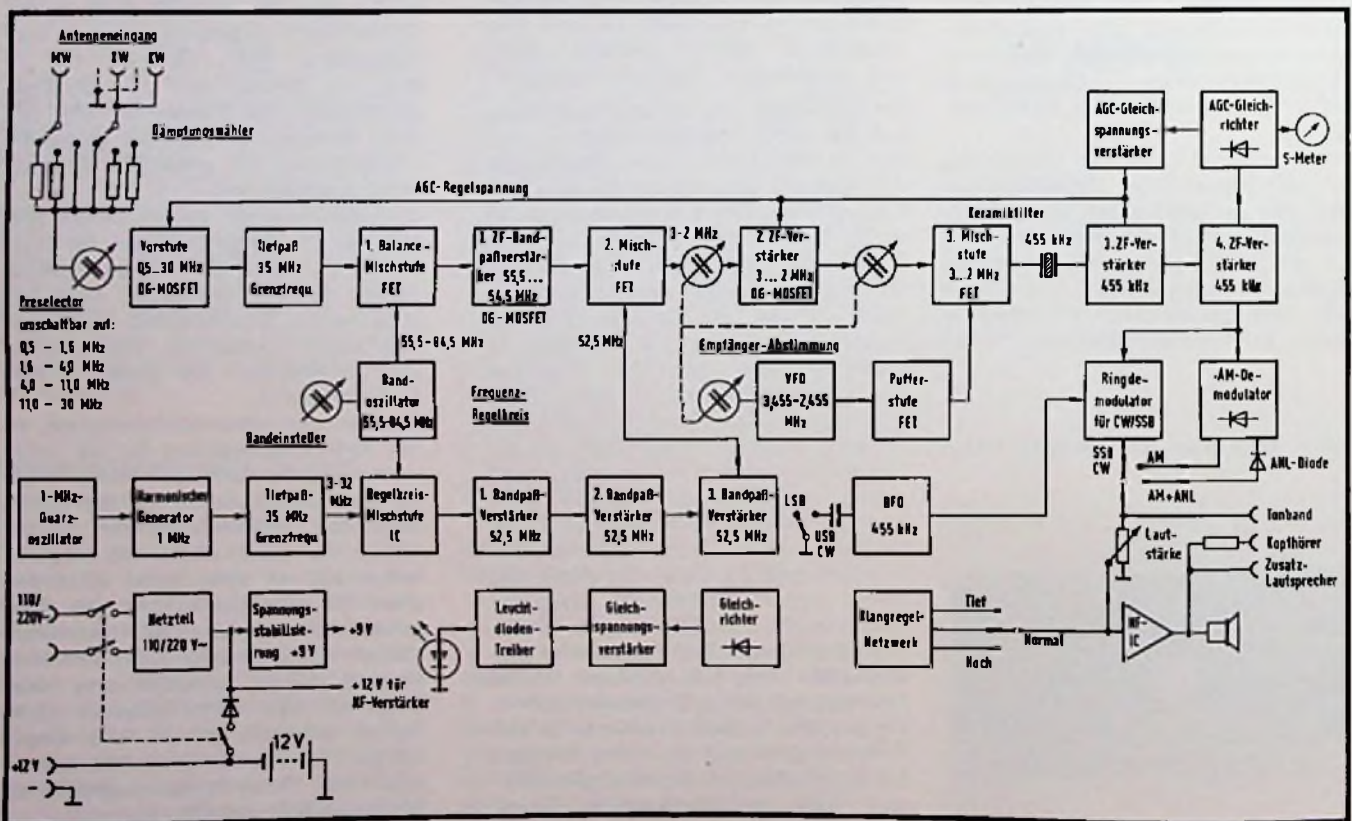 Antenneneingang
MW
KW
Dämpfungswähler
AGC-Gleich-
spannungs-
verstärker
AGC-Gleich-
richter
S-Meter
AGC-Regelspannung
Keramikfilter
Vorstufe
0,5...30 MHz
DG-MOSFET
Tiefpaß
35 MHz
Grenzfrequ.
1. Balance-
Mischstufe
FET
1. ZF-Band-
paßverstär-
ker 55,5...
54,5 MHz
DG-MOSFET
2. Misch-
stufe
FET
3-2 MHz
2. ZF-Ver-
stärker
3...2 MHz
DG-MOSFET
3. Misch-
stufe
3...2 MHz
FET
455 kHz
3. ZF-Ver-
stärker
455 kHz
4. ZF-Ver-
stärker
455 kHz
Preselector
umschaltbar auf:
0,5 - 1,6 MHz
1,6 - 4,0 MHz
4,0 - 11,0 MHz
11,0 - 30 MHz
55,5-84,5 MHz
52,5 MHz
Empfänger-Abstimmung
Band-
oszillator
55,5-84,5 MHz
Frequenz-
Regelkreis
VFO
3,455-2,455
MHz
Pufferstufe
FET
Ringde-
modulator
für CW/SSB
AM-De-
modulator
Bandeinsteller
SSB
CW
AM
AM+ANL
ANL-Diode
1-MHz-
Quarz-
oszillator
Harmonischen
Generator
1 MHz
Tiefpaß
35 MHz
Grenzfrequ
3-32
MHz
Regelkreis-
Mischstufe
IC
1. Bandpaß-
Verstärker
52,5 MHz
2. Bandpaß-
Verstärker
52,5 MHz
3. Bandpaß-
Verstärker
52,5 MHz
LSB
USB
CW
BFO
455 kHz
Tonband
Laut-
stärke
Kopfhörer
Zusatz-
Lautsprecher
110/
220V
Netzteil
110/220 V~
Spannungs-
stabilisie-
rung +9 V
+9 V
Leucht-
dioden-
Treiber
Gleich-
spannungs-
verstärker
Gleich-
richter
Klangregel-
Netzwerk
Tief
Normal
Hoch
NF-
IC
+12 V für
NF-Verstärker
12 V
+12 V
-